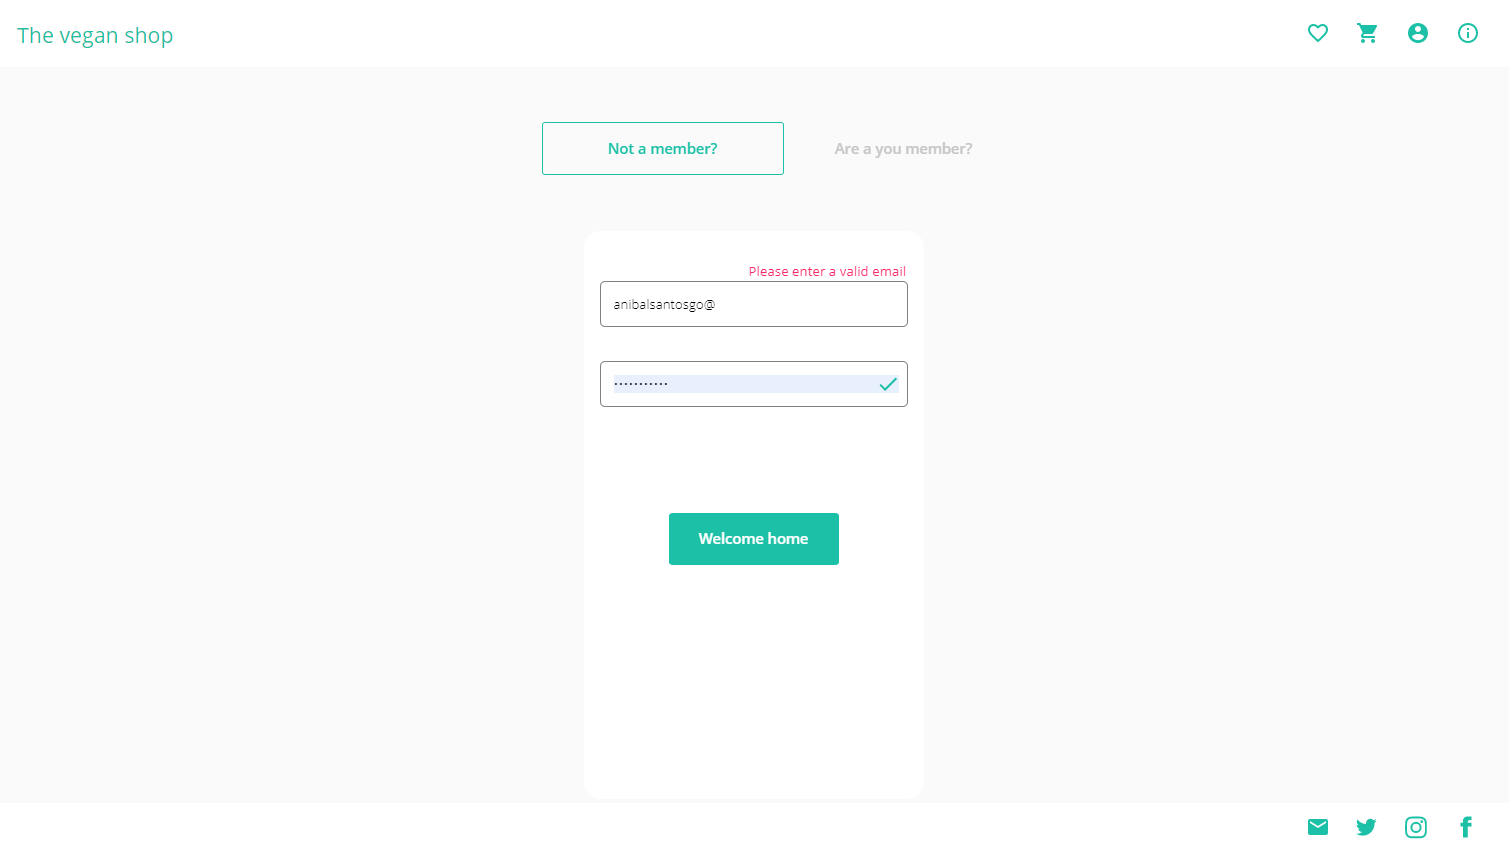 The vegan shop
Not a member?
Are a you member?
Please enter a valid email
anibalsantosgo@
•••••••••••
Welcome home